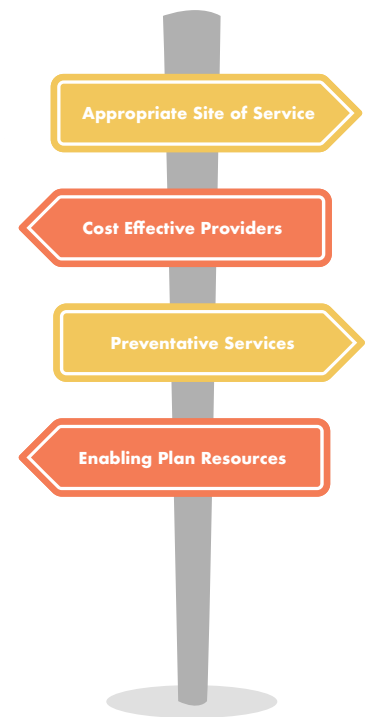 Appropriate Site of Service
Cost Effective Providers
Preventative Services
Enabling Plan Resources